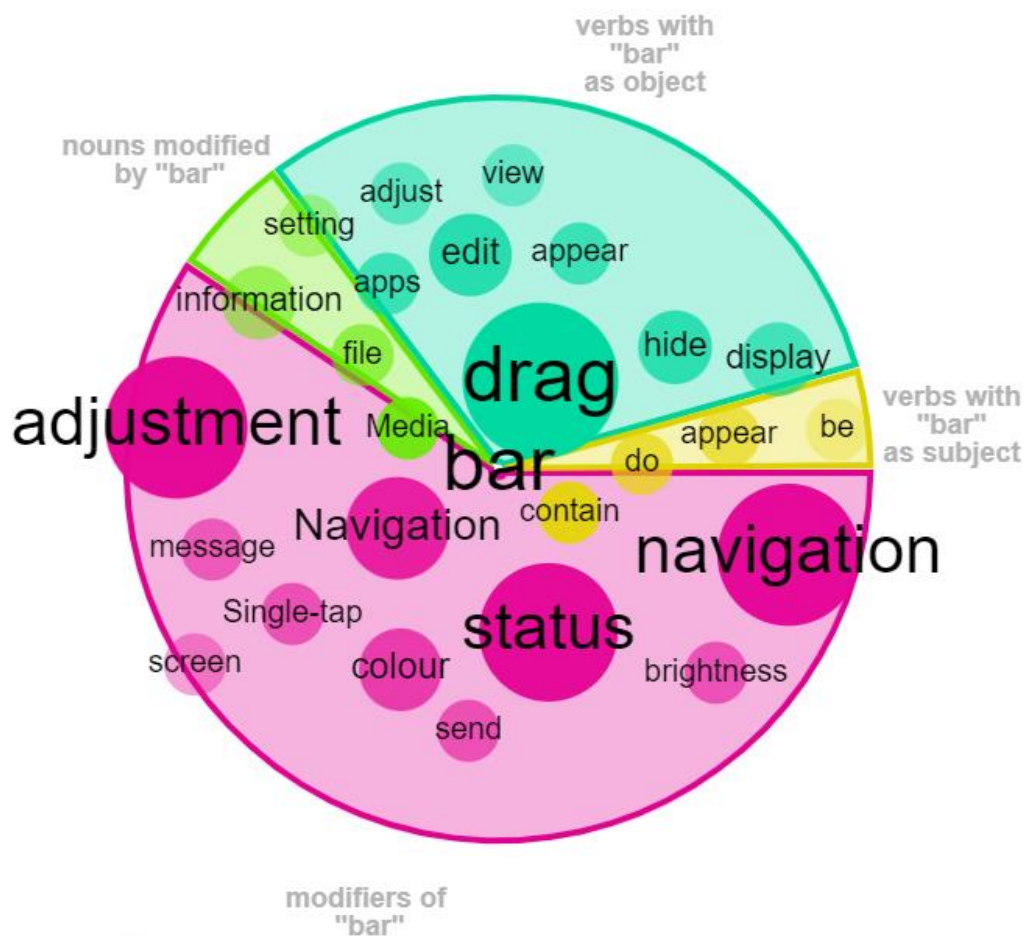 verbs with
"bar"
as object
nouns modified
by "bar"
view
adjust
setting
edit
appear
apps
information
file
hide
display
drag
verbs with
"bar"
as subject
adjustment
Media
appear
be
bar
do
contain
Navigation
navigation
message
Single-tap
status
screen
colour
brightness
send
modifiers of
"bar"